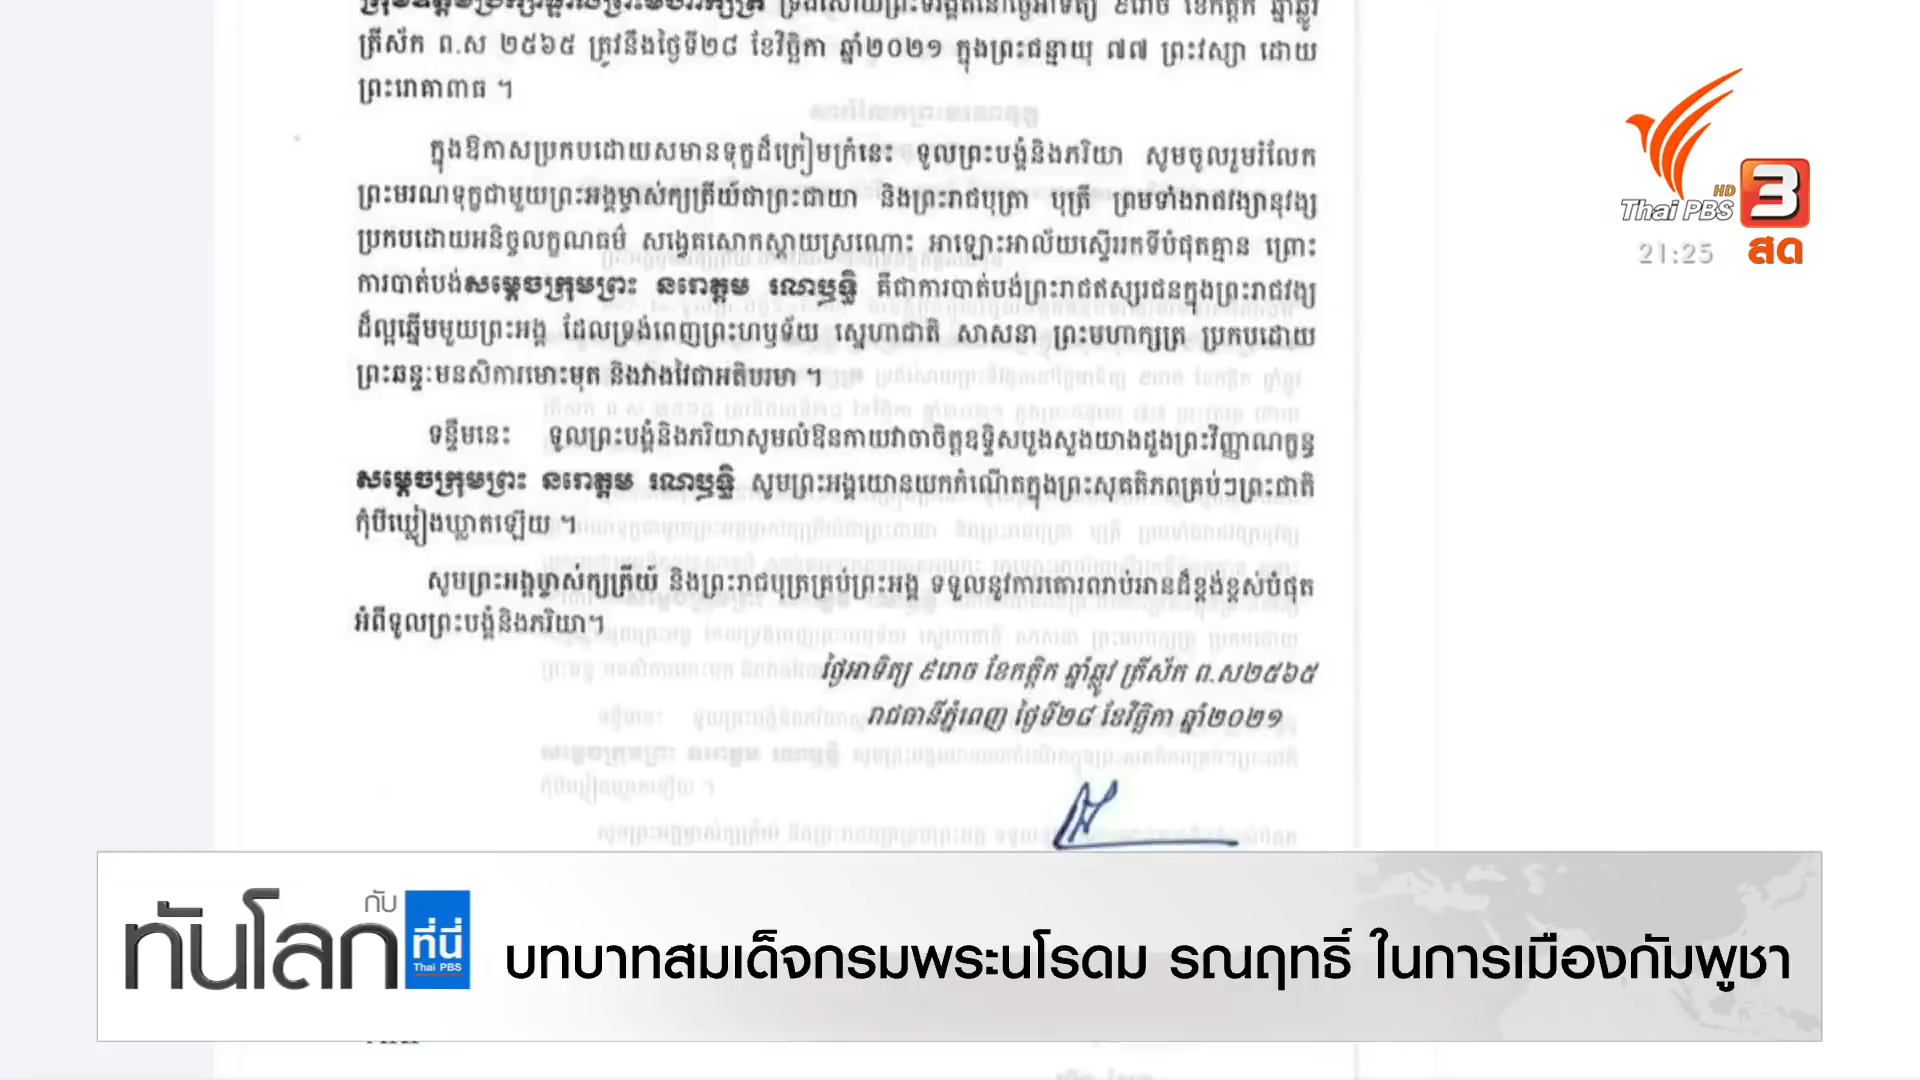 ត្រីស័ក ព.ស ២៥៦៥ ត្រូវនឹងថ្ងៃទី២៨ ខែវិច្ឆិកា ឆ្នាំ២០២១ ក្នុងព្រះជន្មាយុ ៧៧ ព្រះវស្សា ដោយ
ព្រះរោគាពាធ ។
ក្នុងឱកាសប្រកបដោយសមានទុក្ខដ៏ក្រៀមក្រំនេះ ទូលព្រះបង្គំនិងភរិយា សូមចូលរួមរំលែក
ព្រះមរណទុក្ខជាមួយព្រះអង្គម្ចាស់ក្សត្រីយ៍ជាព្រះជាយា និងព្រះរាជបុត្រា បុត្រី ព្រមទាំងរាជវង្សានុវង្ស
ប្រកបដោយអនិច្ចលក្ខណធម៌ សង្វេគសោកស្តាយស្រណោះ អាឡោះអាល័យស្ទើររកទីបំផុតគ្មាន ព្រោះ
ការបាត់បង់សម្តេចក្រុមព្រះ នរោត្តម រណឫទ្ធិ គឺជាការបាត់បង់ព្រះរាជឥស្សរជនក្នុងព្រះរាជវង្ស
ដ៏ល្អឆ្នើមមួយព្រះអង្គ ដែលទ្រង់ពេញព្រះហឫទ័យ ស្នេហាជាតិ សាសនា ព្រះមហាក្សត្រ ប្រកបដោយ
ព្រះឆន្ទៈមនសិការមោះមុត និងវាងវៃជាអតិបរមា ។
ទន្ទឹមនេះ ទូលព្រះបង្គំនិងភរិយាសូមលំឱនកាយវាចាចិត្តឧទ្ទិសបួងសួងយាងដួងព្រះវិញ្ញាណក្ខន្ធ
សម្តេចក្រុមព្រះ នរោត្តម រណឫទ្ធិ សូមព្រះអង្គយោនយកកំណើតក្នុងព្រះសុគតិភពគ្រប់ៗព្រះជាតិ
កុំបីឃ្លៀងឃ្លាតឡើយ ។
សូមព្រះអង្គម្ចាស់ក្សត្រីយ៍ និងព្រះរាជបុត្រគ្រប់ព្រះអង្គ ទទួលនូវការគោរពរាប់អានដ៏ខ្ពង់ខ្ពស់បំផុត
អំពីទូលព្រះបង្គំនិងភរិយា។
ថ្ងៃអាទិត្យ ៩រោច ខែកត្តិក ឆ្នាំឆ្លូវ ត្រីស័ក ព.ស២៥៦៥
រាជធានីភ្នំពេញ ថ្ងៃទី២៨ ខែវិច្ឆិកា ឆ្នាំ២០២១
HD
Thai PBS 3
21:25 สด
ทันโลก กับ ที่นี่ Thai PBS
บทบาทสมเด็จกรมพระนโรดม รณฤทธิ์ ในการเมืองกัมพูชา